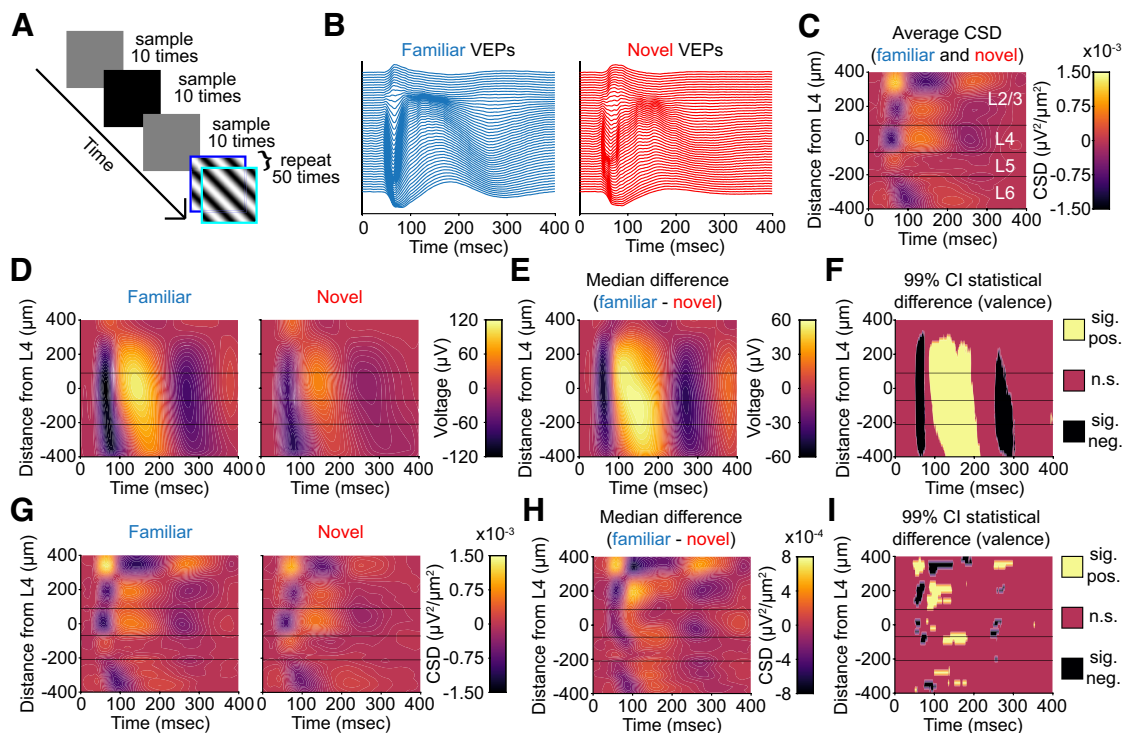 A
sample
10 times
sample
10 times
sample
10 times
repeat
50 times
Time
B
Familiar VEPs
Novel VEPs
0 100 200 300 400
Time (msec)
0 100 200 300 400
Time (msec)
C
Average CSD
(familiar and novel)
Distance from L4 (µm)
400
200
0
-200
-400
L2/3
L4
L5
L6
0 100 200 300 400
Time (msec)
x10⁻³
1.50
0.75
0
-0.75
-1.50
CSD (µV²/µm²)
D
Familiar
Novel
Distance from L4 (µm)
400
200
0
-200
-400
0 100 200 300 400
Time (msec)
0 100 200 300 400
Time (msec)
120
60
0
-60
-120
Voltage (µV)
E
Median difference
(familiar - novel)
Distance from L4 (µm)
400
200
0
-200
-400
0 100 200 300 400
Time (msec)
60
30
0
-30
-60
Voltage (µV)
F
99% CI statistical
difference (valence)
Distance from L4 (µm)
400
200
0
-200
-400
0 100 200 300 400
Time (msec)
sig.
pos.
n.s.
sig.
neg.
G
Familiar
Novel
Distance from L4 (µm)
400
200
0
-200
-400
0 100 200 300 400
Time (msec)
0 100 200 300 400
Time (msec)
x10⁻³
1.50
0.75
0
-0.75
-1.50
CSD (µV²/µm²)
H
Median difference
(familiar - novel)
Distance from L4 (µm)
400
200
0
-200
-400
0 100 200 300 400
Time (msec)
x10⁻⁴
8
4
0
-4
-8
CSD (µV²/µm²)
I
99% CI statistical
difference (valence)
Distance from L4 (µm)
400
200
0
-200
-400
0 100 200 300 400
Time (msec)
sig.
pos.
n.s.
sig.
neg.